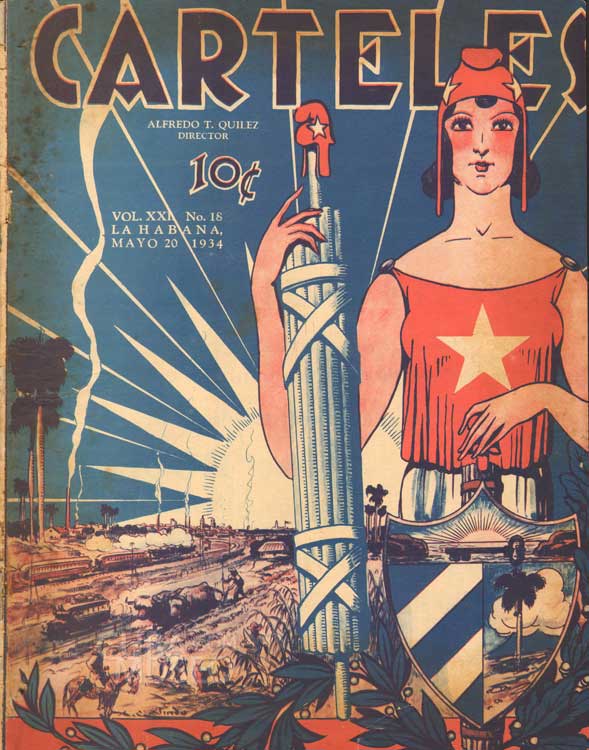 CARTELES
ALFREDO T. QUILEZ
DIRECTOR
10¢
VOL. XXI No. 18
LA HABANA,
MAYO 20 1934